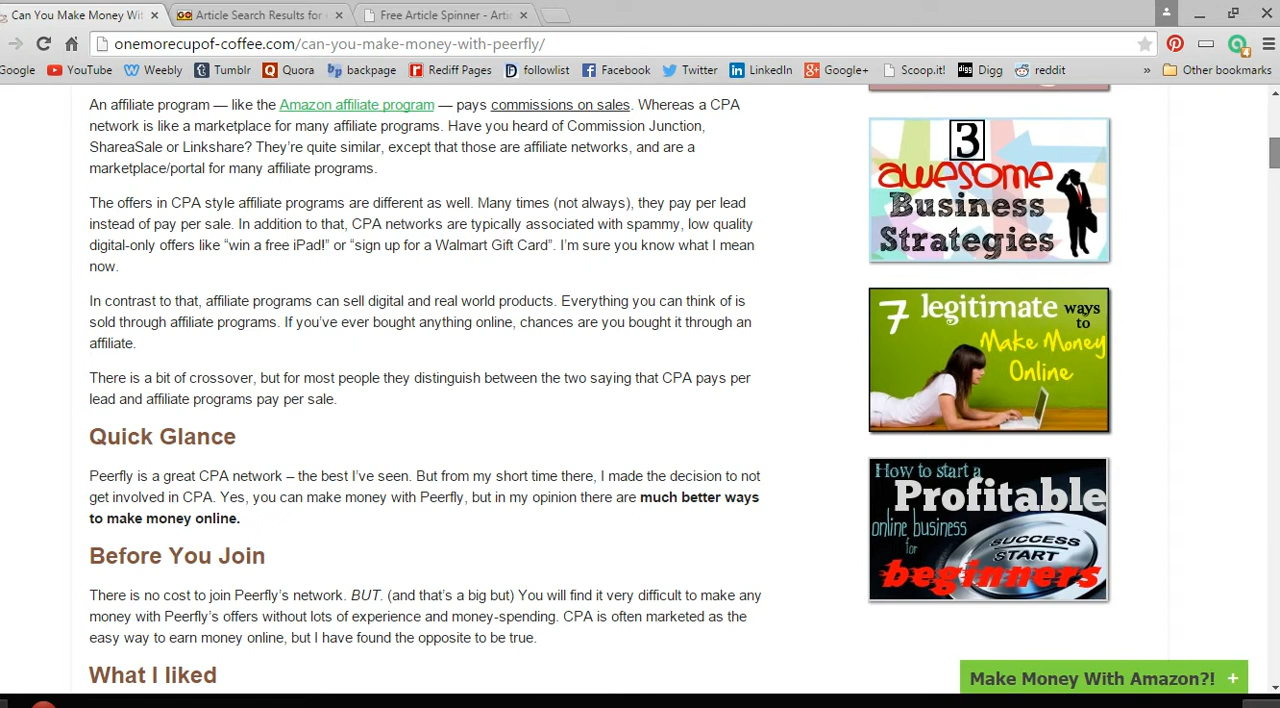 Can You Make Money Wit
Article Search Results for
Free Article Spinner - Arti
onemorecupof-coffee.com/can-you-make-money-with-peerfly/
Google YouTube Weebly Tumblr Quora backpage Rediff Pages followlist Facebook Twitter LinkedIn Google+ Scoop.it! Digg reddit » Other bookmarks
An affiliate program — like the Amazon affiliate program — pays commissions on sales. Whereas a CPA
network is like a marketplace for many affiliate programs. Have you heard of Commission Junction,
ShareaSale or Linkshare? They're quite similar, except that those are affiliate networks, and are a
marketplace/portal for many affiliate programs.
The offers in CPA style affiliate programs are different as well. Many times (not always), they pay per lead
instead of pay per sale. In addition to that, CPA networks are typically associated with spammy, low quality
digital-only offers like “win a free iPad!” or “sign up for a Walmart Gift Card”. I'm sure you know what I mean
now.
In contrast to that, affiliate programs can sell digital and real world products. Everything you can think of is
sold through affiliate programs. If you've ever bought anything online, chances are you bought it through an
affiliate.
There is a bit of crossover, but for most people they distinguish between the two saying that CPA pays per
lead and affiliate programs pay per sale.
Quick Glance
Peerfly is a great CPA network – the best I've seen. But from my short time there, I made the decision to not
get involved in CPA. Yes, you can make money with Peerfly, but in my opinion there are much better ways
to make money online.
Before You Join
There is no cost to join Peerfly's network. BUT. (and that's a big but) You will find it very difficult to make any
money with Peerfly's offers without lots of experience and money-spending. CPA is often marketed as the
easy way to earn money online, but I have found the opposite to be true.
What I liked
3
awesome
Business
Strategies
7 legitimate ways
to
Make Money
Online
How to start a
Profitable
online business
for
SUCCESS
START
beginners
Make Money With Amazon?! +